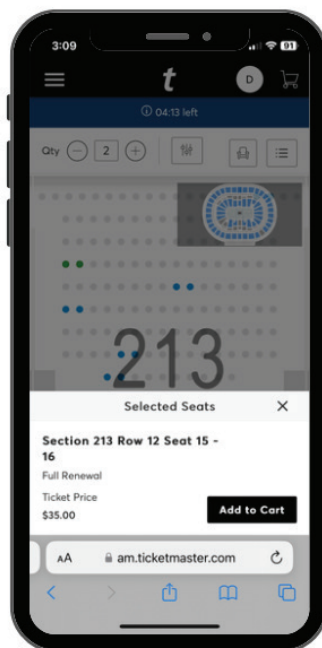 3:09
91
t
D
04:13 left
Qty
2
213
Selected Seats
Section 213 Row 12 Seat 15 -
16
Full Renewal
Ticket Price
$35.00
Add to Cart
AA
am.ticketmaster.com